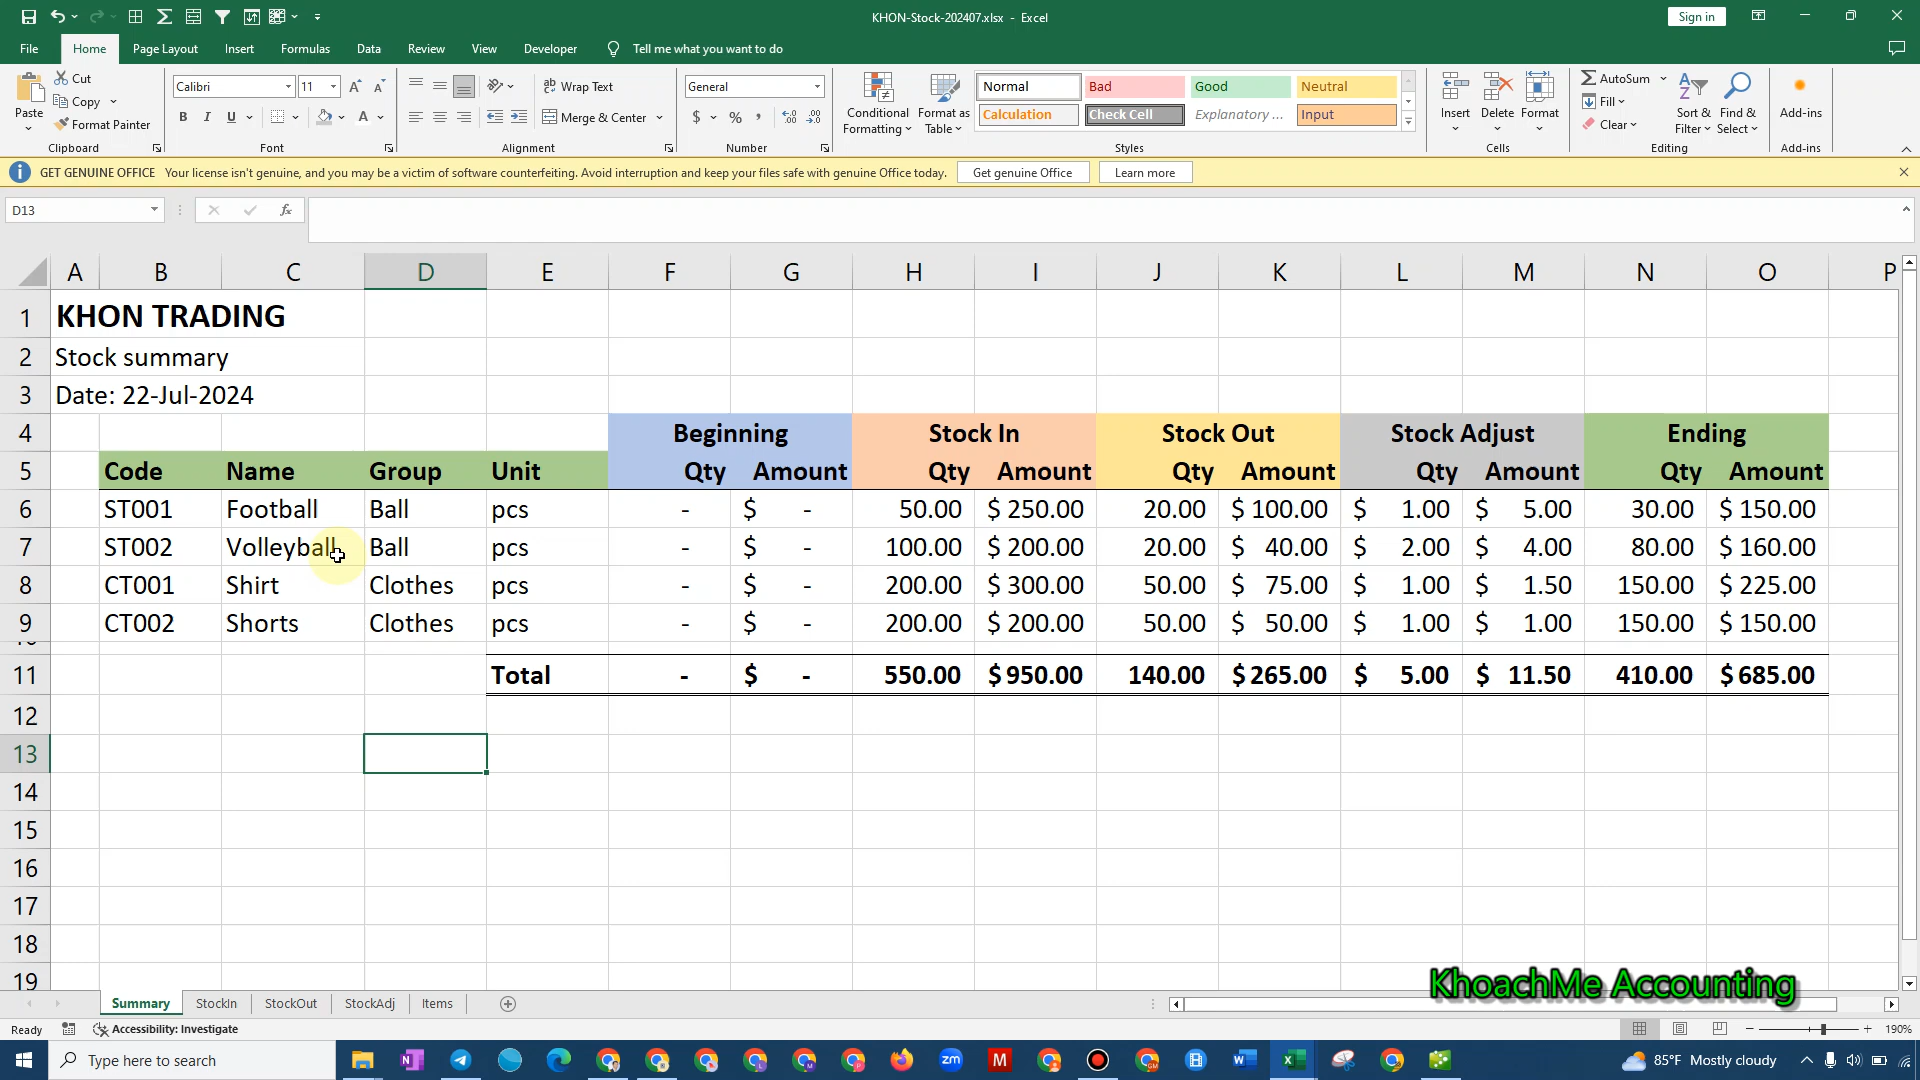 KHON-Stock-202407.xlsx - Excel
Sign in
File Home Page Layout Insert Formulas Data Review View Developer Tell me what you want to do
Paste
Cut
Copy
Format Painter
Clipboard
Calibri 11
B I U
Font
Wrap Text
Merge & Center
Alignment
General
$ % ,
Number
Conditional Formatting
Format as Table
Normal Bad Good Neutral
Calculation Check Cell Explanatory ... Input
Styles
Insert Delete Format
Cells
AutoSum
Fill
Clear
Sort & Filter
Find & Select
Editing
Add-ins
Add-ins
GET GENUINE OFFICE Your license isn't genuine, and you may be a victim of software counterfeiting. Avoid interruption and keep your files safe with genuine Office today. Get genuine Office Learn more
D13 fx
A B C D E F G H I J K L M N O P
1 KHON TRADING
2 Stock summary
3 Date: 22-Jul-2024
4 Beginning Stock In Stock Out Stock Adjust Ending
5 Code Name Group Unit Qty Amount Qty Amount Qty Amount Qty Amount Qty Amount
6 ST001 Football Ball pcs - $ - 50.00 $ 250.00 20.00 $ 100.00 $ 1.00 $ 5.00 30.00 $ 150.00
7 ST002 Volleyball Ball pcs - $ - 100.00 $ 200.00 20.00 $ 40.00 $ 2.00 $ 4.00 80.00 $ 160.00
8 CT001 Shirt Clothes pcs - $ - 200.00 $ 300.00 50.00 $ 75.00 $ 1.00 $ 1.50 150.00 $ 225.00
9 CT002 Shorts Clothes pcs - $ - 200.00 $ 200.00 50.00 $ 50.00 $ 1.00 $ 1.00 150.00 $ 150.00
11 Total - $ - 550.00 $ 950.00 140.00 $ 265.00 $ 5.00 $ 11.50 410.00 $ 685.00
12
13
14
15
16
17
18
19
KhoachMe Accounting
Summary StockIn StockOut StockAdj Items
Ready Accessibility: Investigate 190%
Type here to search
85°F Mostly cloudy